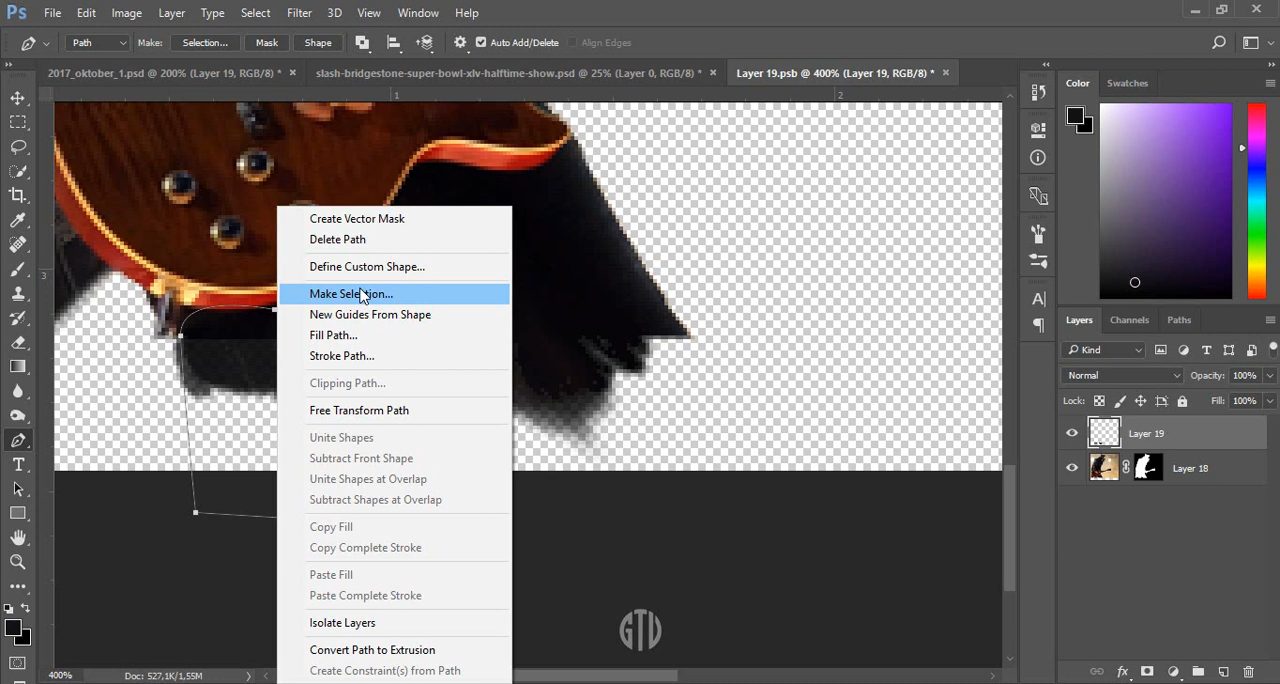 Ps File Edit Image Layer Type Select Filter 3D View Window Help
Path Make: Selection... Mask Shape Auto Add/Delete Align Edges
2017_oktober_1.psd @ 200% (Layer 19, RGB/8) * × slash-bridgestone-super-bowl-xlv-halftime-show.psd @ 25% (Layer 0, RGB/8) * × Layer 19.psb @ 400% (Layer 19, RGB/8) * ×
Color Swatches
1 2
3
Create Vector Mask
Delete Path
Define Custom Shape...
Make Selection...
New Guides From Shape
Fill Path...
Stroke Path...
Clipping Path...
Free Transform Path
Unite Shapes
Subtract Front Shape
Unite Shapes at Overlap
Subtract Shapes at Overlap
Copy Fill
Copy Complete Stroke
Paste Fill
Paste Complete Stroke
Isolate Layers
Convert Path to Extrusion
Create Constraint(s) from Path
Layers Channels Paths
Kind
Normal Opacity: 100%
Lock: Fill: 100%
Layer 19
Layer 18
GTV
400% Doc: 527,1K/1,55M